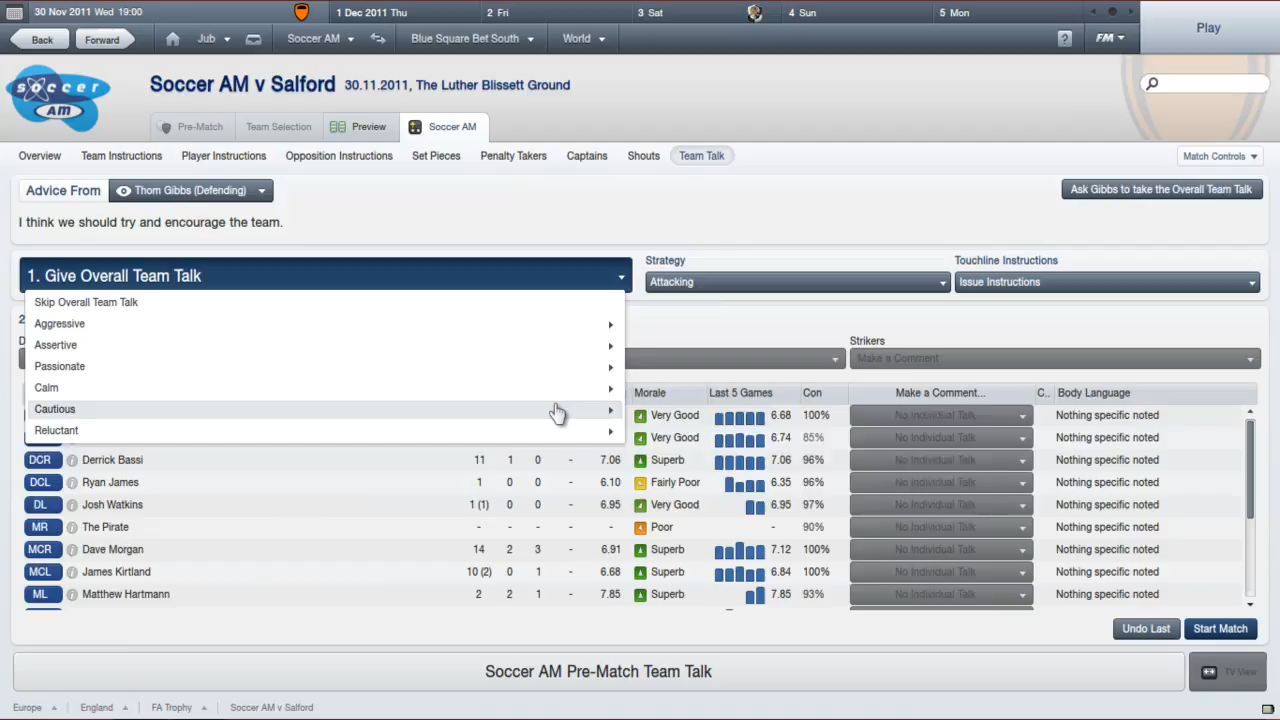 30 Nov 2011 Wed 19:00
1 Dec 2011 Thu
2 Fri
3 Sat
4 Sun
5 Mon
Play
Back
Forward
Jub
Soccer AM
Blue Square Bet South
World
?
FM
soccer
AM
Soccer AM v Salford
30.11.2011, The Luther Blissett Ground
Pre-Match
Team Selection
Preview
Soccer AM
Overview
Team Instructions
Player Instructions
Opposition Instructions
Set Pieces
Penalty Takers
Captains
Shouts
Team Talk
Match Controls
Advice From
Thom Gibbs (Defending)
Ask Gibbs to take the Overall Team Talk
I think we should try and encourage the team.
1. Give Overall Team Talk
Strategy
Attacking
Touchline Instructions
Issue Instructions
Skip Overall Team Talk
Aggressive
Assertive
Passionate
Calm
Cautious
Reluctant
2
D
Strikers
Make a Comment
Morale Last 5 Games Con Make a Comment... C.. Body Language
Very Good 6.68 100% No Individual Talk Nothing specific noted
Very Good 6.74 85% No Individual Talk Nothing specific noted
DCR Derrick Bassi 11 1 0 - 7.06 Superb 7.06 96% No Individual Talk Nothing specific noted
DCL Ryan James 1 0 0 - 6.10 Fairly Poor 6.35 96% No Individual Talk Nothing specific noted
DL Josh Watkins 1 (1) 0 0 - 6.95 Very Good 6.95 97% No Individual Talk Nothing specific noted
MR The Pirate - - - - - Poor - 90% No Individual Talk Nothing specific noted
MCR Dave Morgan 14 2 3 - 6.91 Superb 7.12 100% No Individual Talk Nothing specific noted
MCL James Kirtland 10 (2) 0 1 - 6.68 Superb 6.84 100% No Individual Talk Nothing specific noted
ML Matthew Hartmann 2 2 1 - 7.85 Superb 7.85 93% No Individual Talk Nothing specific noted
Undo Last
Start Match
Soccer AM Pre-Match Team Talk
TV View
Europe
England
FA Trophy
Soccer AM v Salford